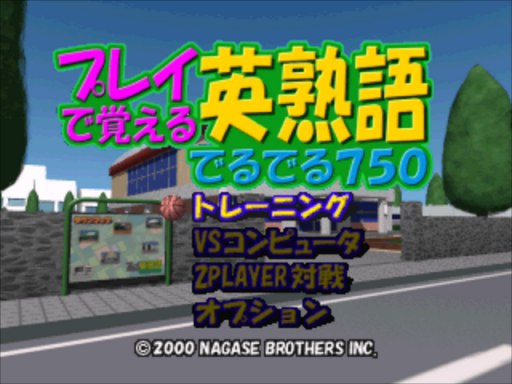 プレイ
で覚える
英熟語
でるでる750
トレーニング
VSコンピュータ
2PLAYER対戦
オプション
©2000 NAGASE BROTHERS INC.